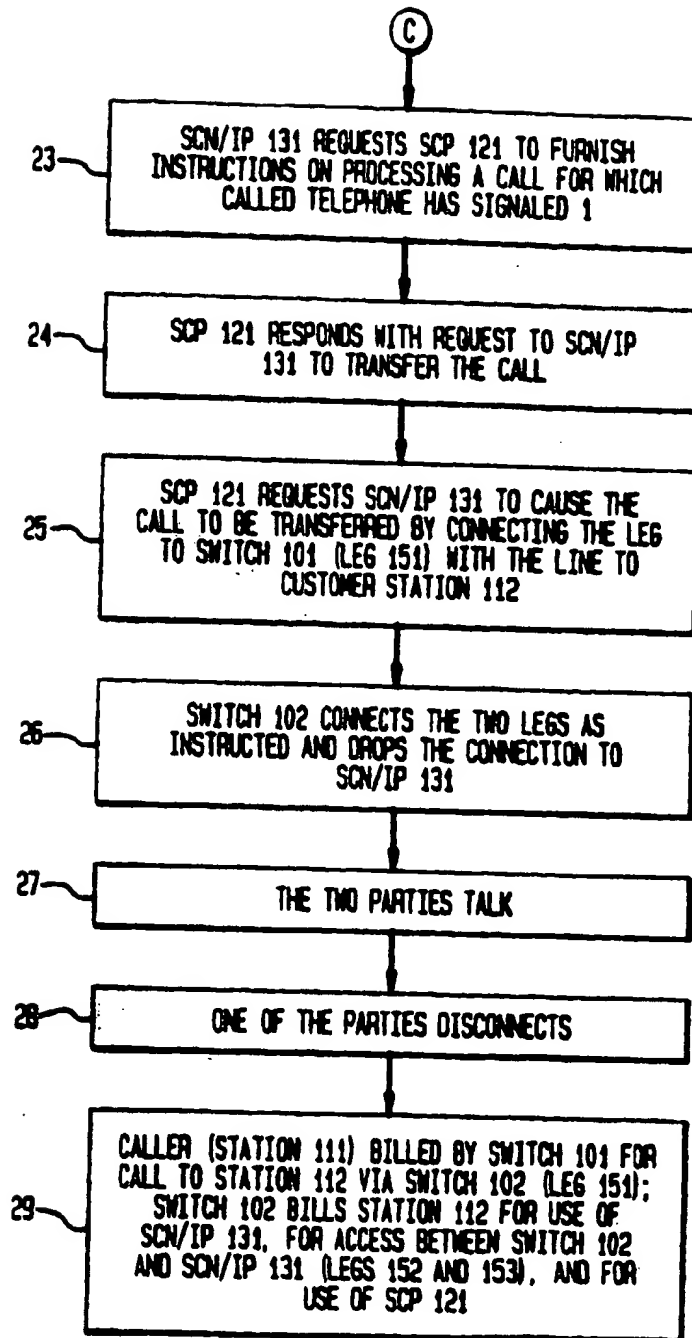 C
23
SCN/IP 131 REQUESTS SCP 121 TO FURNISH
INSTRUCTIONS ON PROCESSING A CALL FOR WHICH
CALLED TELEPHONE HAS SIGNALED 1
24
SCP 121 RESPONDS WITH REQUEST TO SCN/IP
131 TO TRANSFER THE CALL
25
SCP 121 REQUESTS SCN/IP 131 TO CAUSE THE
CALL TO BE TRANSFERRED BY CONNECTING THE LEG
TO SWITCH 101 (LEG 151) WITH THE LINE TO
CUSTOMER STATION 112
26
SWITCH 102 CONNECTS THE TWO LEGS AS
INSTRUCTED AND DROPS THE CONNECTION TO
SCN/IP 131
27
THE TWO PARTIES TALK
28
ONE OF THE PARTIES DISCONNECTS
29
CALLER (STATION 111) BILLED BY SWITCH 101 FOR
CALL TO STATION 112 VIA SWITCH 102 (LEG 151);
SWITCH 102 BILLS STATION 112 FOR USE OF
SCN/IP 131, FOR ACCESS BETWEEN SWITCH 102
AND SCN/IP 131 (LEGS 152 AND 153), AND FOR
USE OF SCP 121